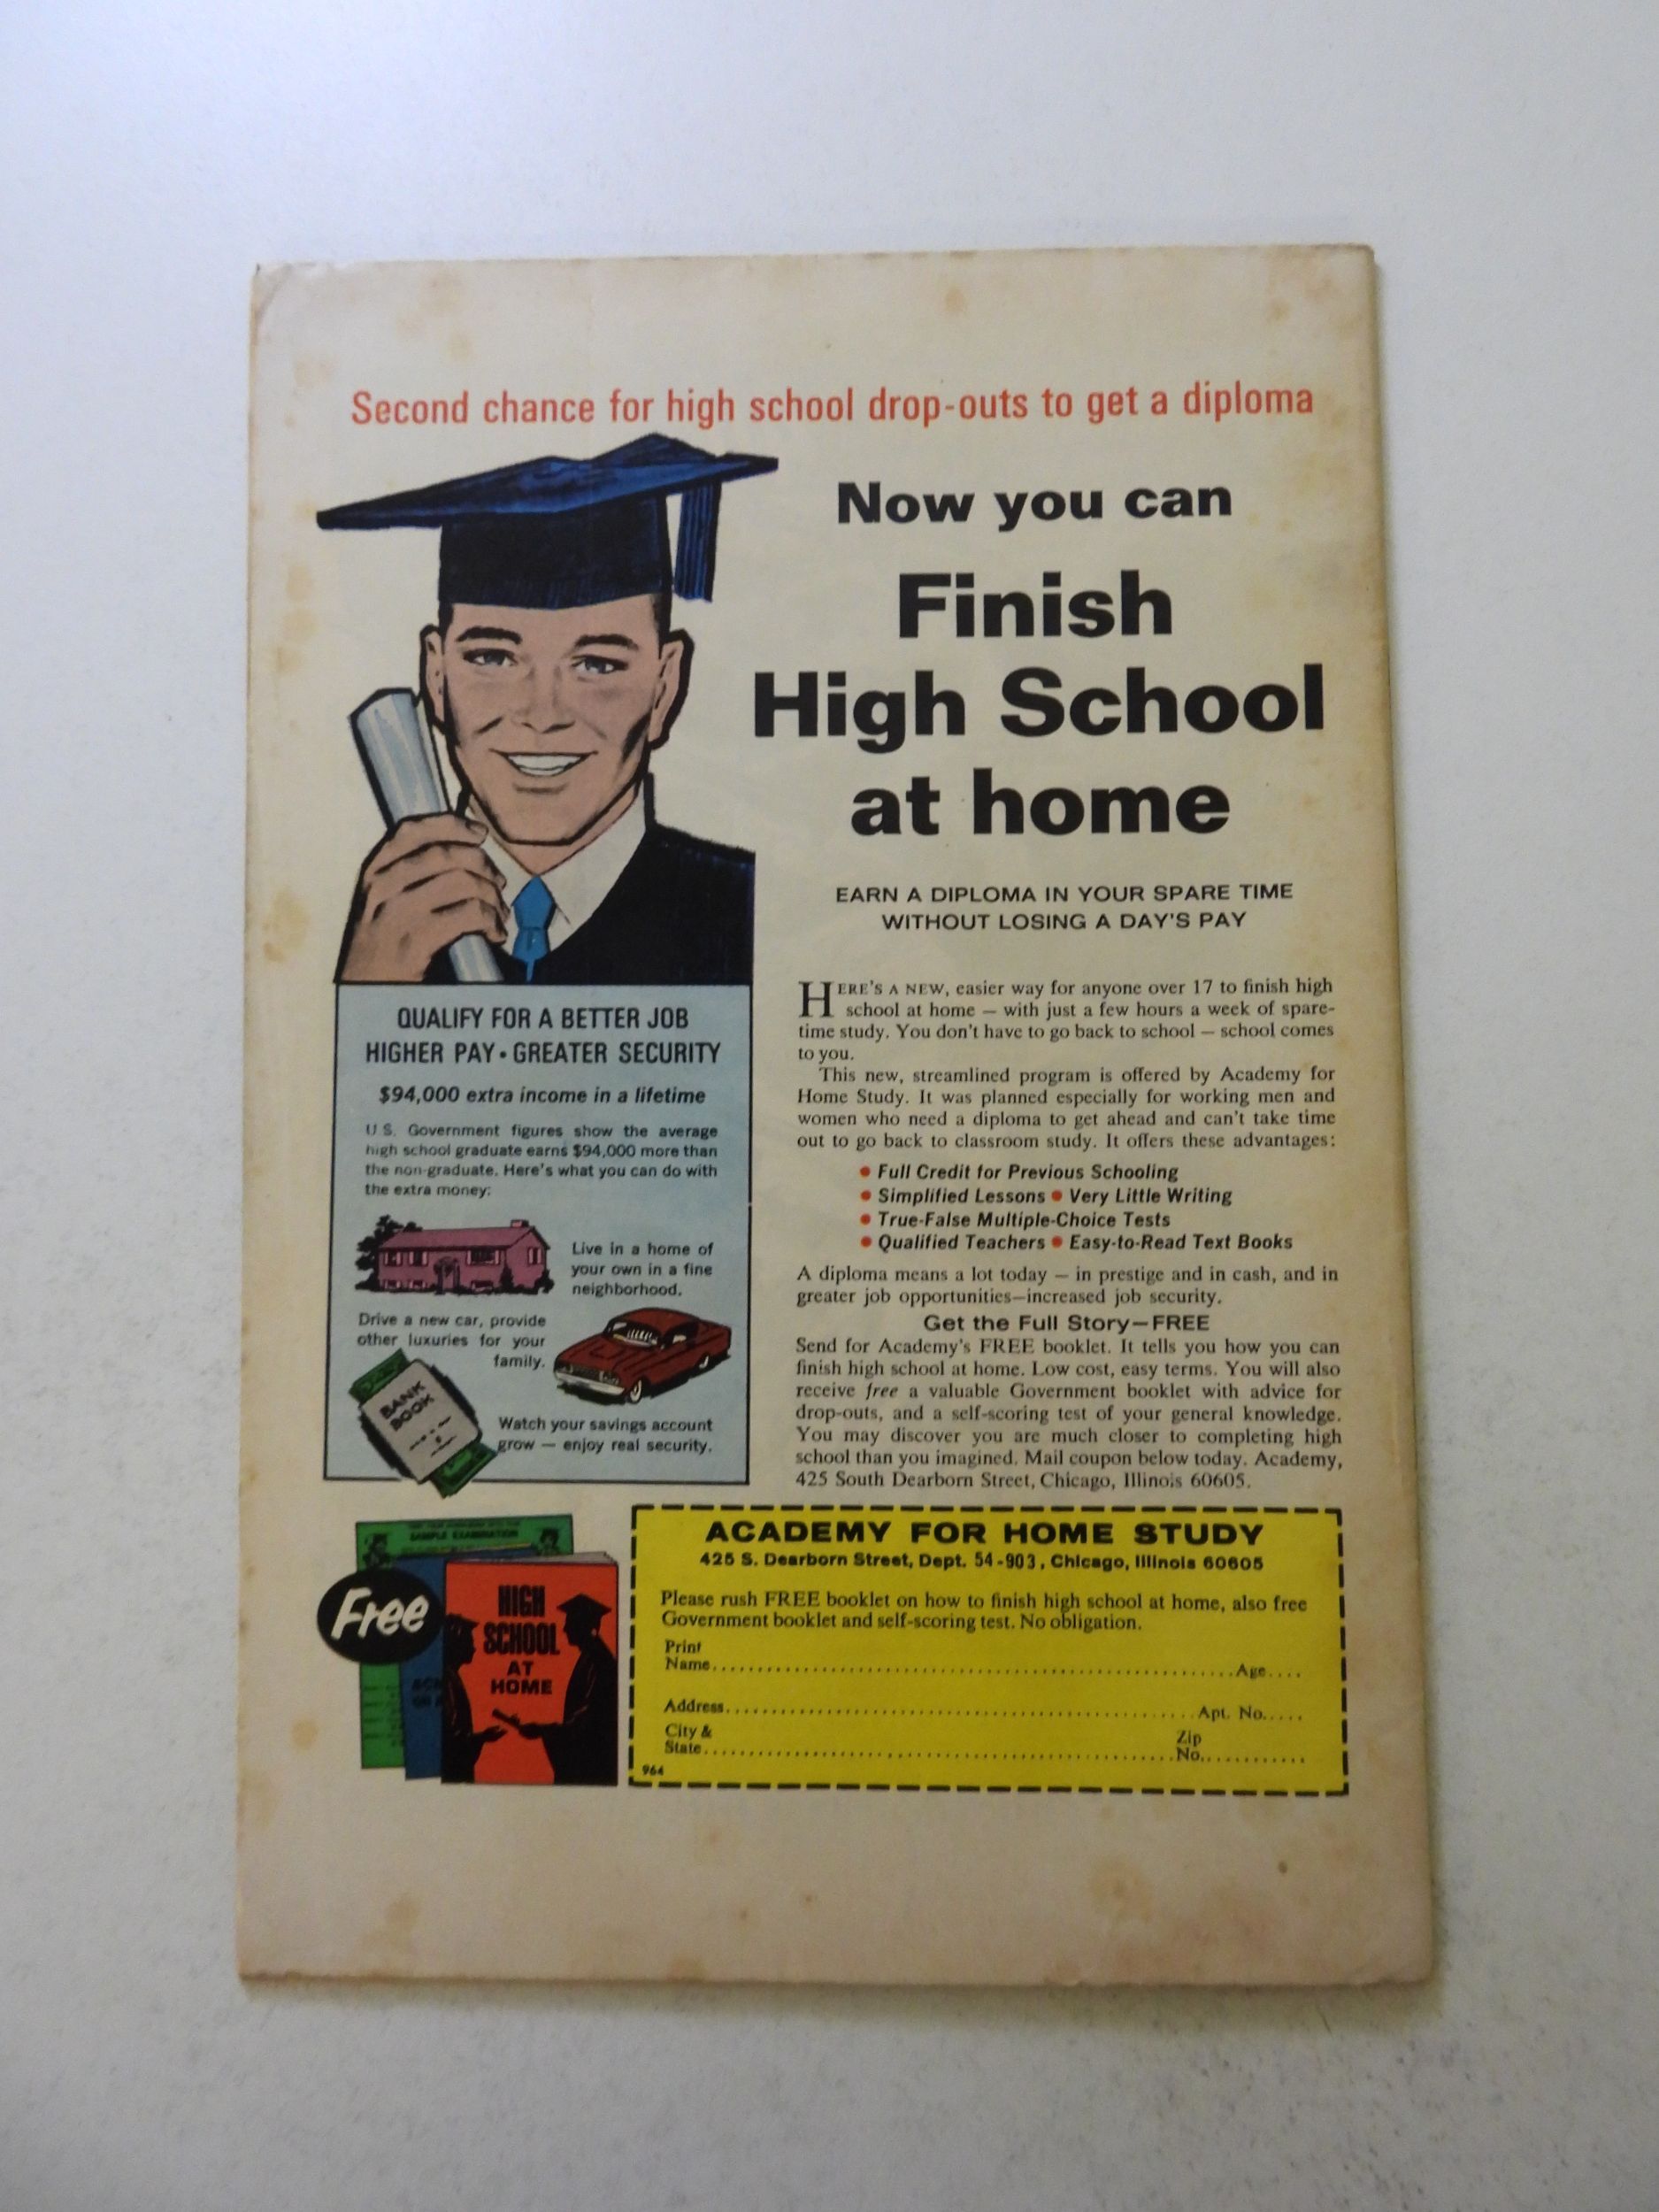 Second chance for high school drop-outs to get a diploma
Now you can
Finish
High School
at home
EARN A DIPLOMA IN YOUR SPARE TIME
WITHOUT LOSING A DAY'S PAY
HERE'S A NEW, easier way for anyone over 17 to finish high
school at home — with just a few hours a week of spare-
time study. You don't have to go back to school — school comes
to you.
This new, streamlined program is offered by Academy for
Home Study. It was planned especially for working men and
women who need a diploma to get ahead and can't take time
out to go back to classroom study. It offers these advantages:
• Full Credit for Previous Schooling
• Simplified Lessons • Very Little Writing
• True-False Multiple-Choice Tests
• Qualified Teachers • Easy-to-Read Text Books
A diploma means a lot today — in prestige and in cash, and in
greater job opportunities—increased job security.
Get the Full Story—FREE
Send for Academy's FREE booklet. It tells you how you can
finish high school at home. Low cost, easy terms. You will also
receive free a valuable Government booklet with advice for
drop-outs, and a self-scoring test of your general knowledge.
You may discover you are much closer to completing high
school than you imagined. Mail coupon below today. Academy,
425 South Dearborn Street, Chicago, Illinois 60605.
QUALIFY FOR A BETTER JOB
HIGHER PAY • GREATER SECURITY
$94,000 extra income in a lifetime
U.S. Government figures show the average
high school graduate earns $94,000 more than
the non-graduate. Here's what you can do with
the extra money:
Live in a home of
your own in a fine
neighborhood.
Drive a new car, provide
other luxuries for your
family.
BANK
BOOK
Watch your savings account
grow — enjoy real security.
SAMPLE EXAMINATION
Free
HIGH
SCHOOL
AT
HOME
ACADEMY FOR HOME STUDY
425 S. Dearborn Street, Dept. 54-903, Chicago, Illinois 60605
Please rush FREE booklet on how to finish high school at home, also free
Government booklet and self-scoring test. No obligation.
Print
Name Age
Address Apt. No.
City & Zip
State No.
964